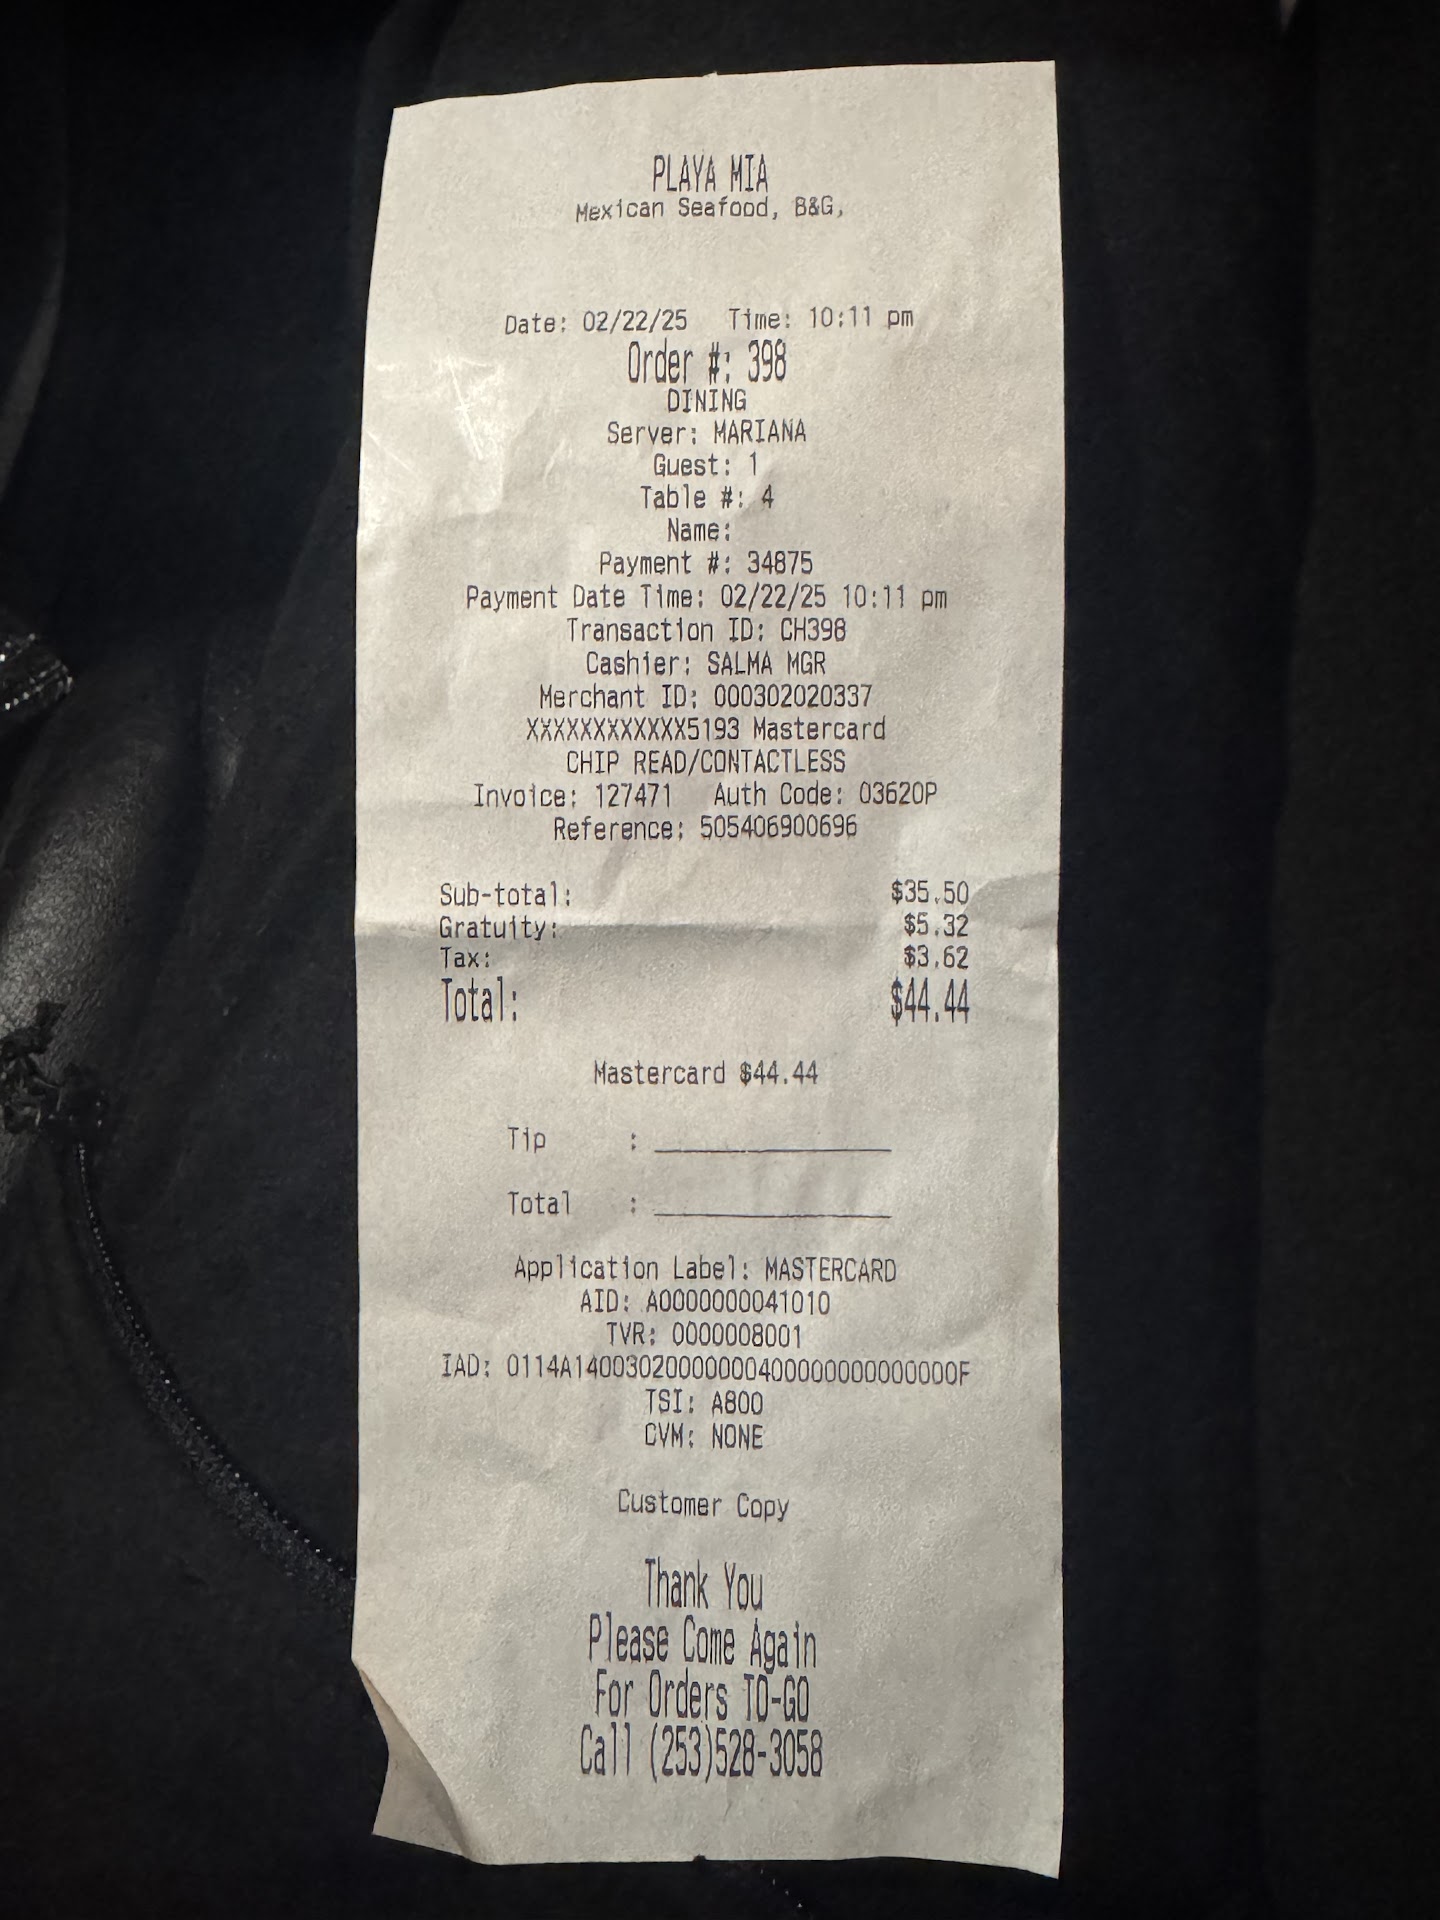 PLAYA MIA
Mexican Seafood, B&G,
Date: 02/22/25 Time: 10:11 pm
Order #: 398
DINING
Server: MARIANA
Guest: 1
Table #: 4
Name:
Payment #: 34875
Payment Date Time: 02/22/25 10:11 pm
Transaction ID: CH398
Cashier: SALMA MGR
Merchant ID: 000302020337
XXXXXXXXXXXX5193 Mastercard
CHIP READ/CONTACTLESS
Invoice: 127471 Auth Code: 03620P
Reference: 505406900696
Sub-total: $35.50
Gratuity: $5.32
Tax: $3.62
Total: $44.44
Mastercard $44.44
Tip :
Total :
Application Label: MASTERCARD
AID: A0000000041010
TVR: 0000008001
IAD:
TSI: A800
CVM: NONE
Customer Copy
Thank You
Please Come Again
For Orders TO-GO
Call (253)528-3058